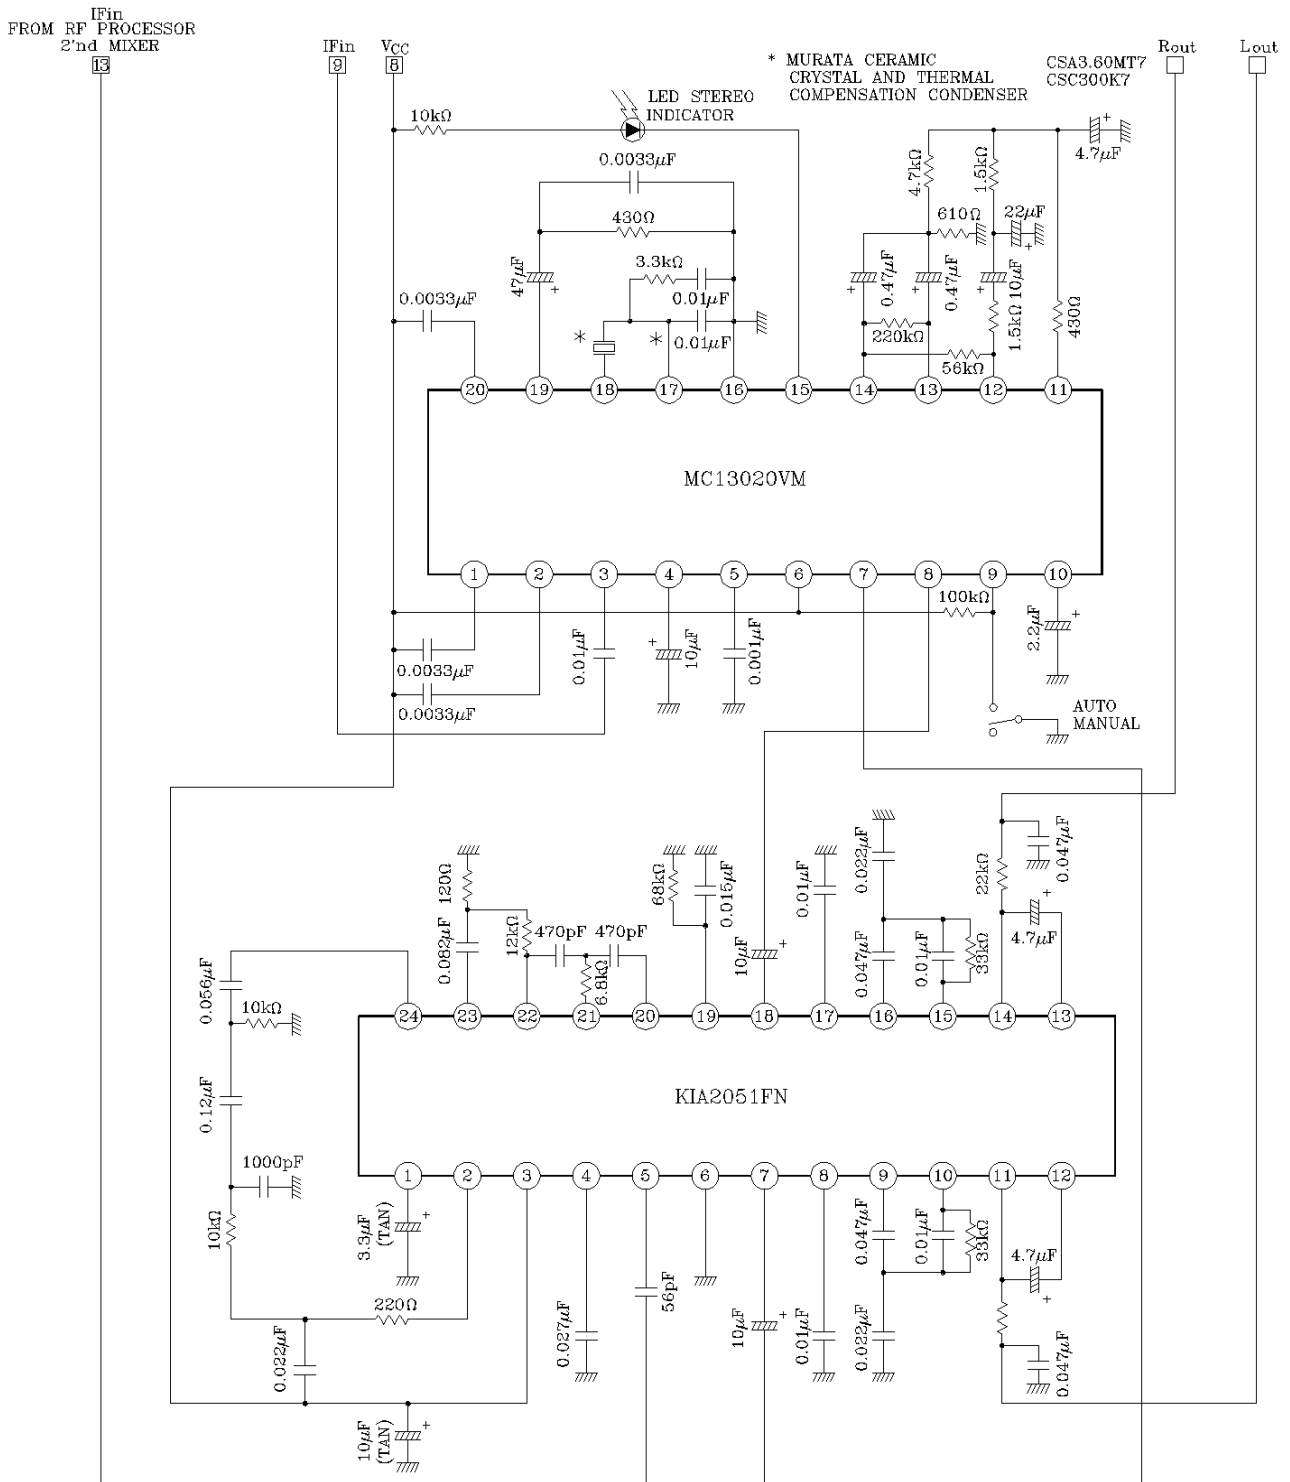 IFin
FROM RF PROCESSOR
2'nd MIXER
13
IFin
9
VCC
8
* MURATA CERAMIC
CRYSTAL AND THERMAL
COMPENSATION CONDENSER
CSA3.60MT7
CSC300K7
Rout
Lout
LED STEREO
INDICATOR
10kΩ
0.0033μF
430Ω
47μF
3.3kΩ
0.01μF
0.01μF
*
*
0.0033μF
4.7kΩ
1.5kΩ
4.7μF
+
610Ω
22μF
+
0.47μF
+
0.47μF
+
10μF
+
+
220kΩ
1.5kΩ
430Ω
56kΩ
20
19
18
17
16
15
14
13
12
11
MC13020VM
1
2
3
4
5
6
7
8
9
10
100kΩ
0.0033μF
0.0033μF
0.01μF
+
10μF
0.001μF
2.2μF
+
AUTO
MANUAL
120Ω
0.082μF
12kΩ
470pF
470pF
6.8kΩ
68kΩ
0.015μF
10μF
+
0.01μF
0.022μF
0.047μF
0.01μF
33kΩ
22kΩ
0.047μF
+
4.7μF
0.056μF
10kΩ
0.12μF
1000pF
10kΩ
24
23
22
21
20
19
18
17
16
15
14
13
KIA2051FN
1
2
3
4
5
6
7
8
9
10
11
12
3.3μF
(TAN)
+
220Ω
0.022μF
10μF
(TAN)
+
0.027μF
56pF
10μF
+
0.01μF
0.047μF
0.022μF
0.01μF
33kΩ
4.7μF
+
0.047μF